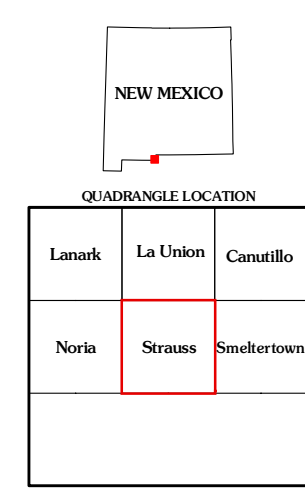 NEW MEXICO
QUADRANGLE LOCATION
Lanark La Union Canutillo
Noria Strauss Smeltertown